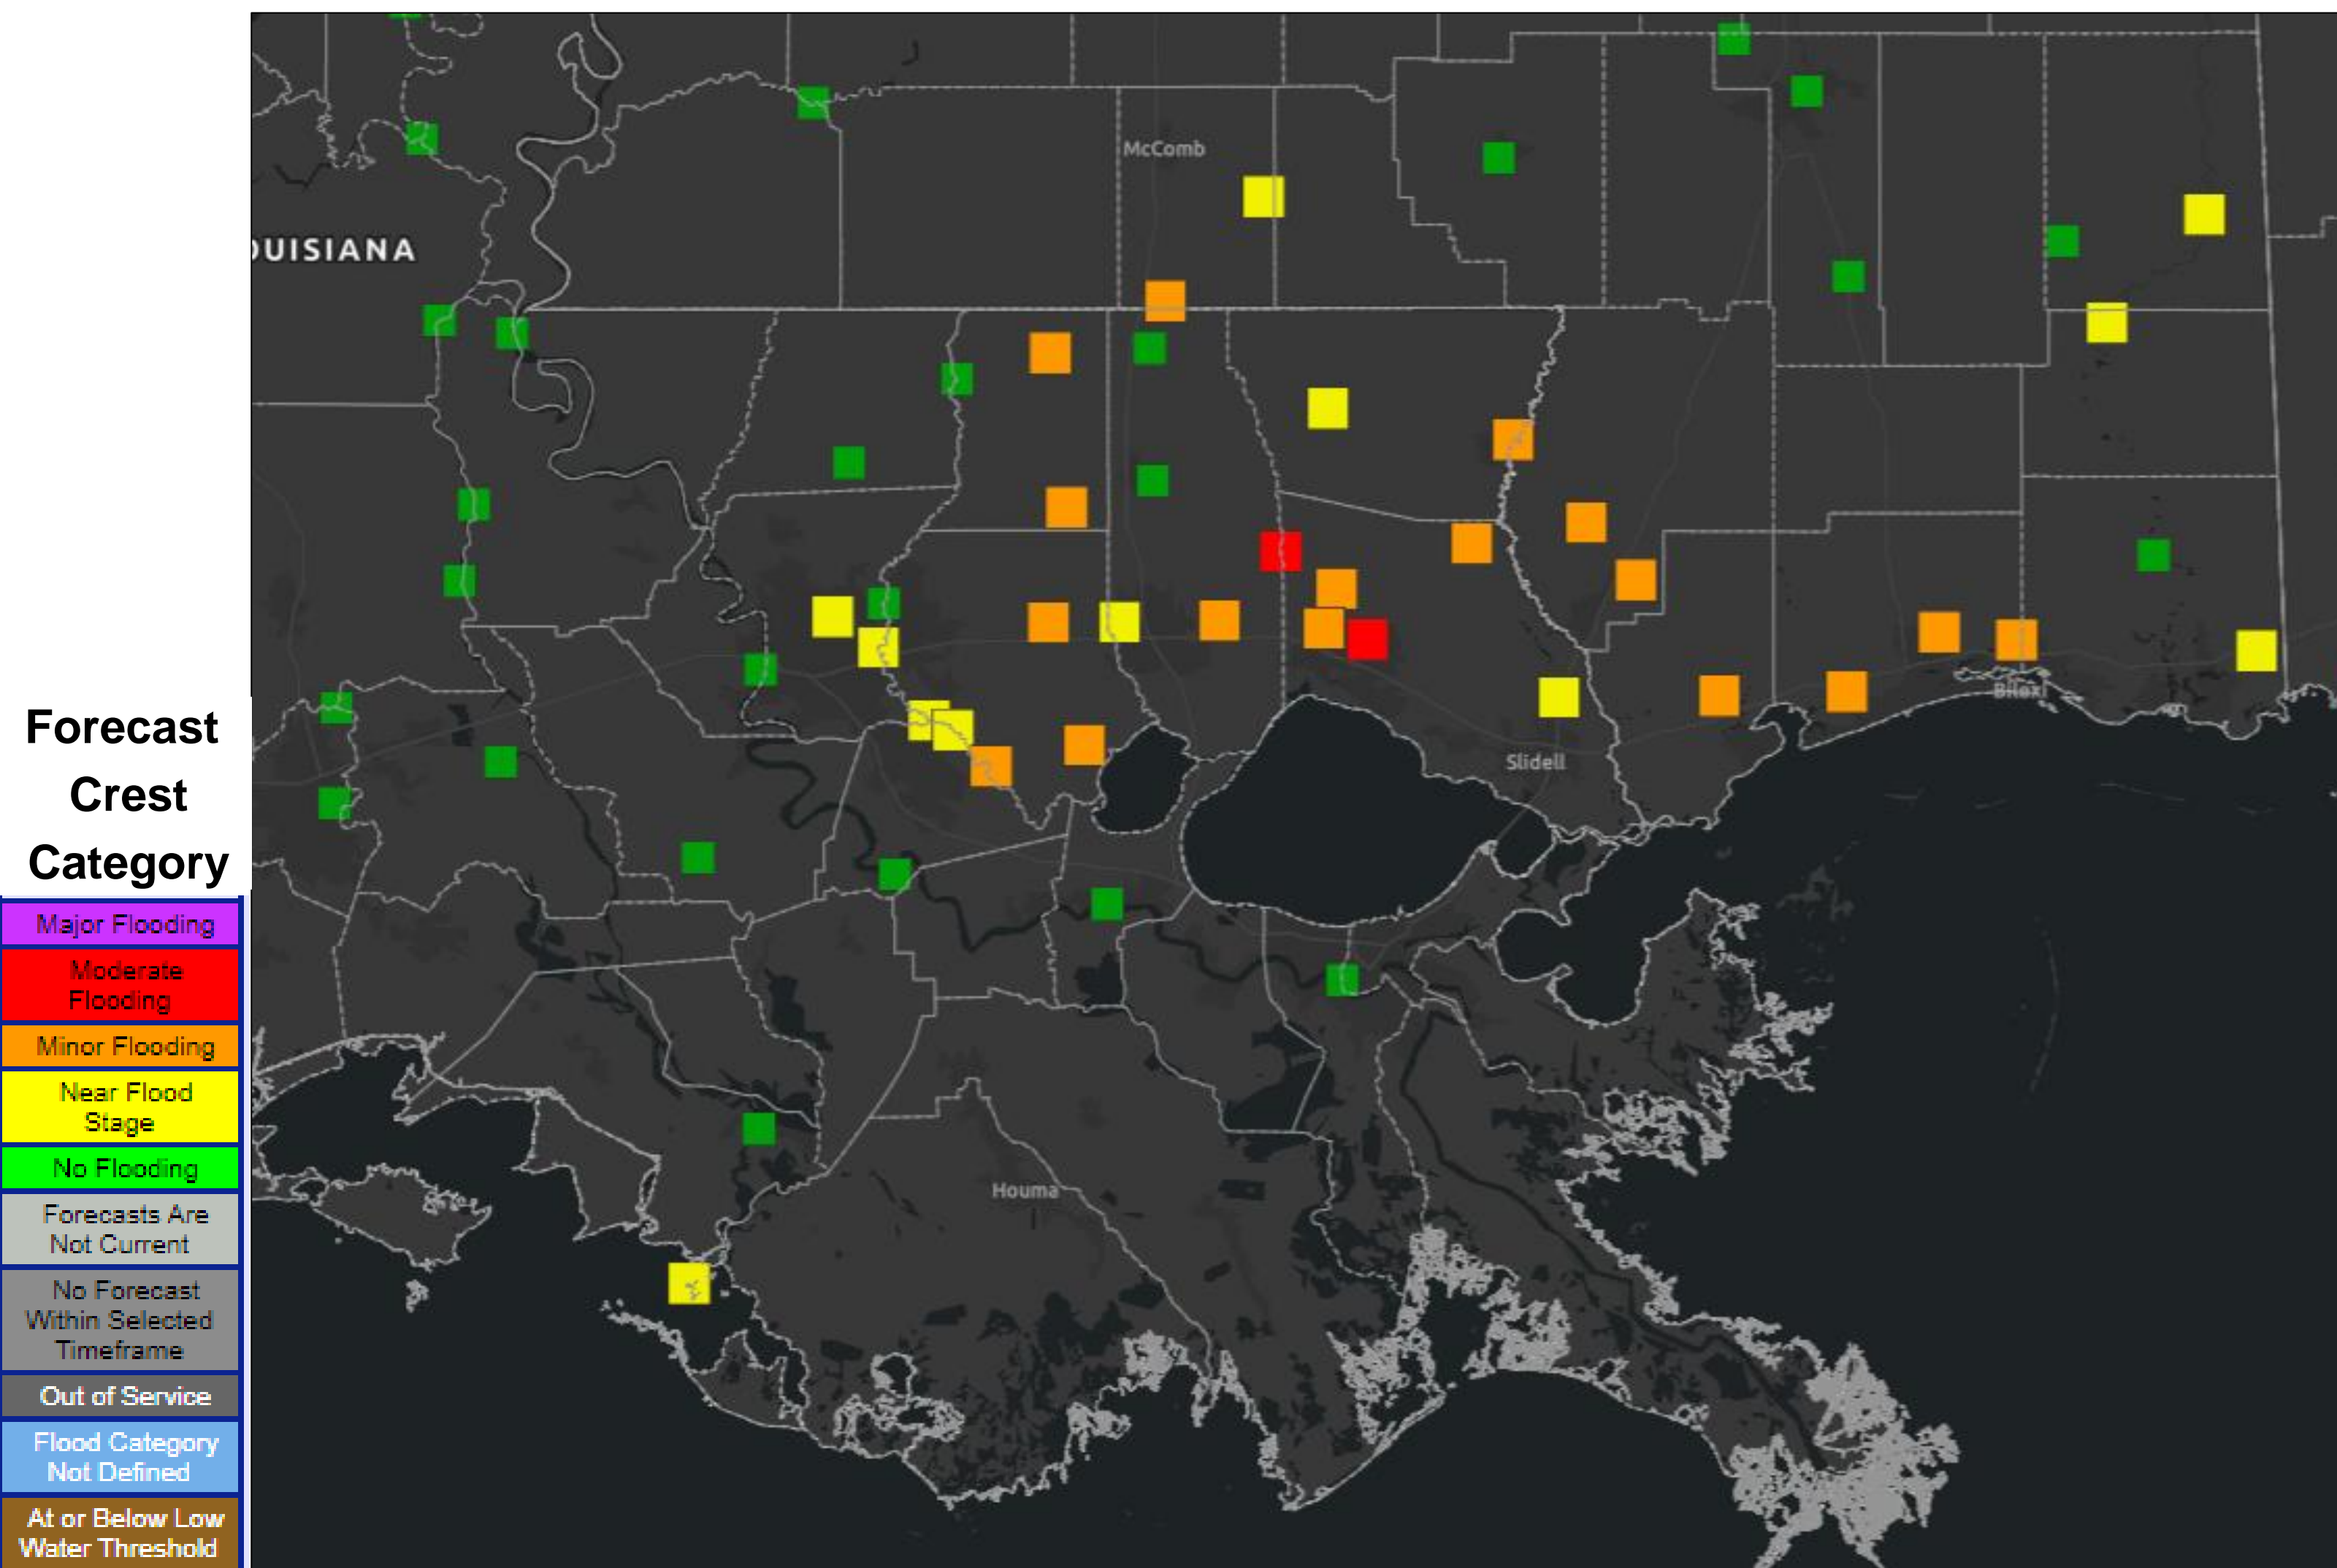 McComb
OUISIANA
Biloxi
Slidell
Houma
Forecast
Crest
Category
Major Flooding
Moderate
Flooding
Minor Flooding
Near Flood
Stage
No Flooding
Forecasts Are
Not Current
No Forecast
Within Selected
Timeframe
Out of Service
Flood Category
Not Defined
At or Below Low
Water Threshold